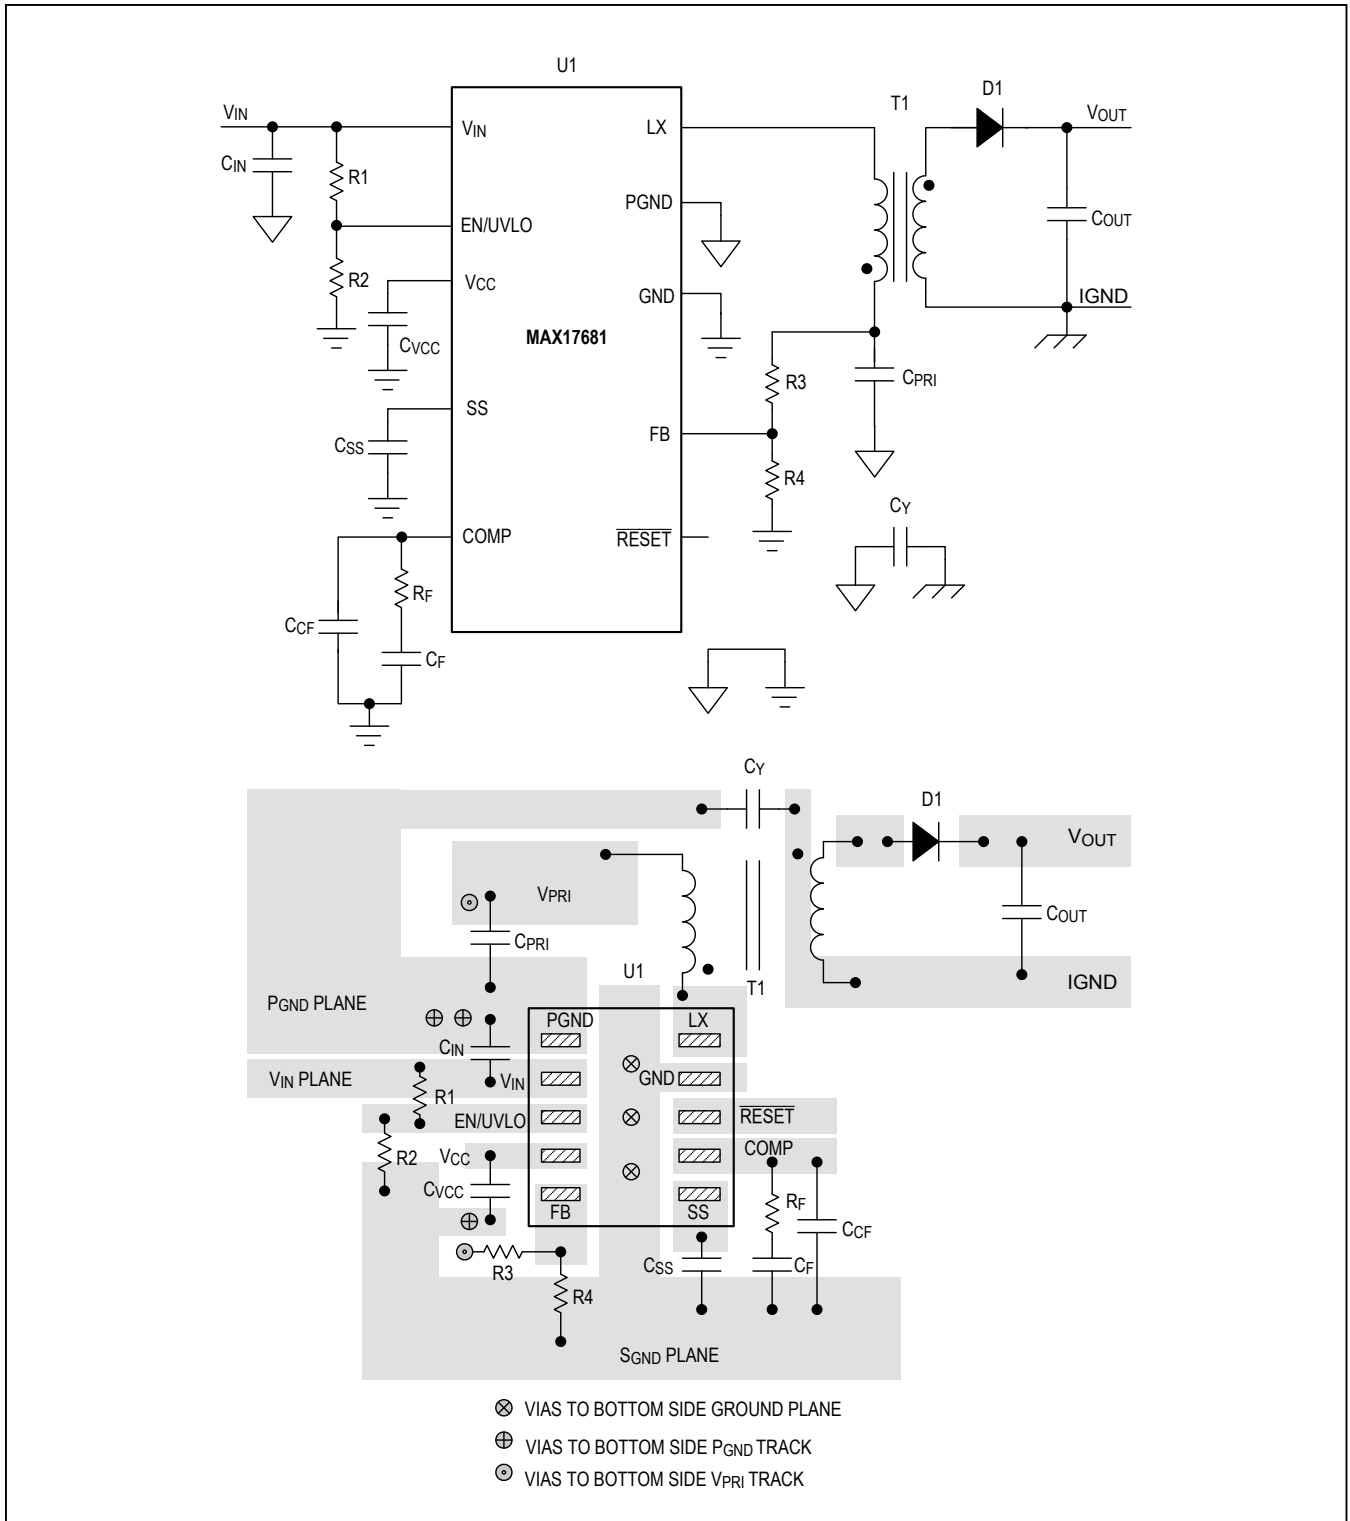 U1
T1
D1
VIN
VIN
LX
VOUT
CIN
R1
PGND
COUT
EN/UVLO
R2
VCC
GND
IGND
CVCC
MAX17681
R3
CPRI
SS
FB
CSS
R4
CY
COMP
RESET
RF
CCF
CF
CY
D1
VOUT
VPRI
COUT
CPRI
U1
T1
IGND
PGND PLANE
PGND
LX
CIN
VIN PLANE
VIN
GND
R1
EN/UVLO
RESET
R2
VCC
COMP
CVCC
RF
FB
SS
CCF
R3
CSS
CF
R4
SGND PLANE
VIAS TO BOTTOM SIDE GROUND PLANE
VIAS TO BOTTOM SIDE PGND TRACK
VIAS TO BOTTOM SIDE VPRI TRACK